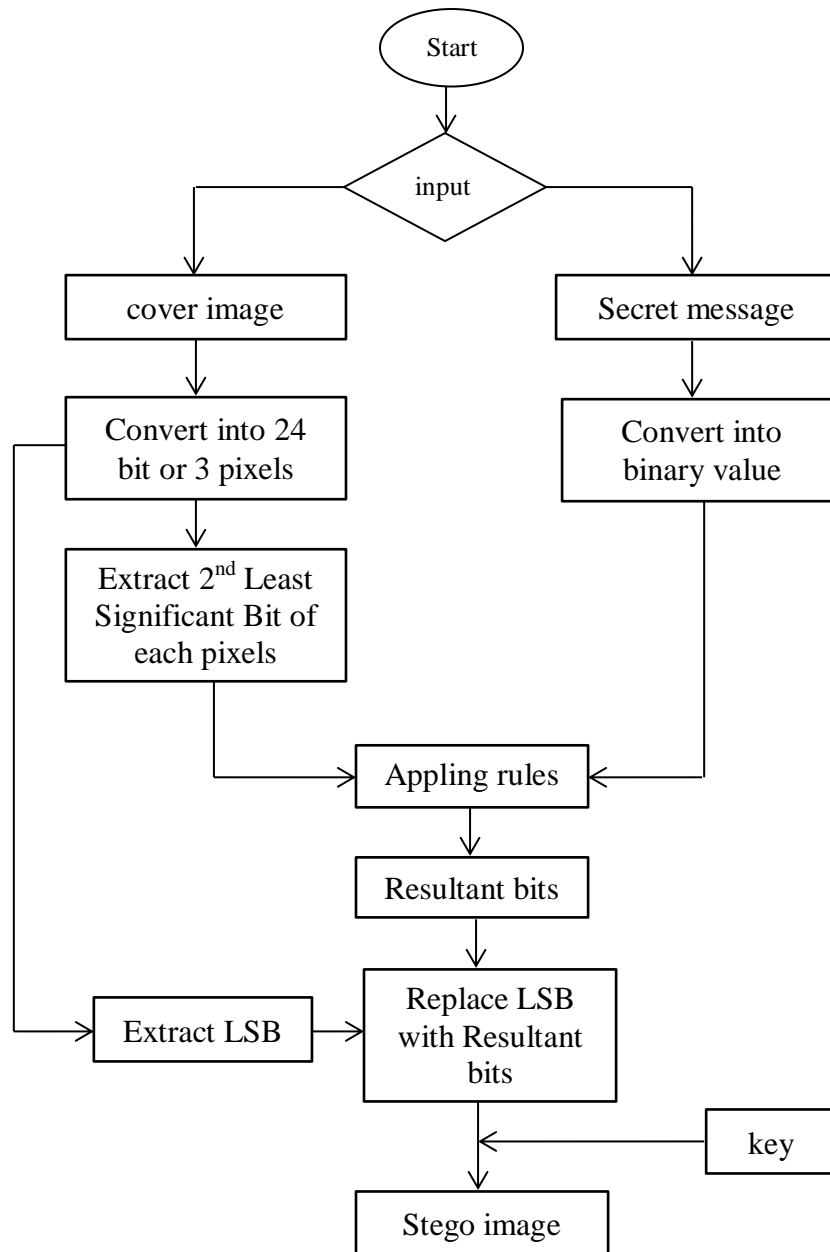 Start
input
cover image
Secret message
Convert into 24
bit or 3 pixels
Convert into
binary value
Extract 2nd Least
Significant Bit of
each pixels
Appling rules
Resultant bits
Extract LSB
Replace LSB
with Resultant
bits
key
Stego image